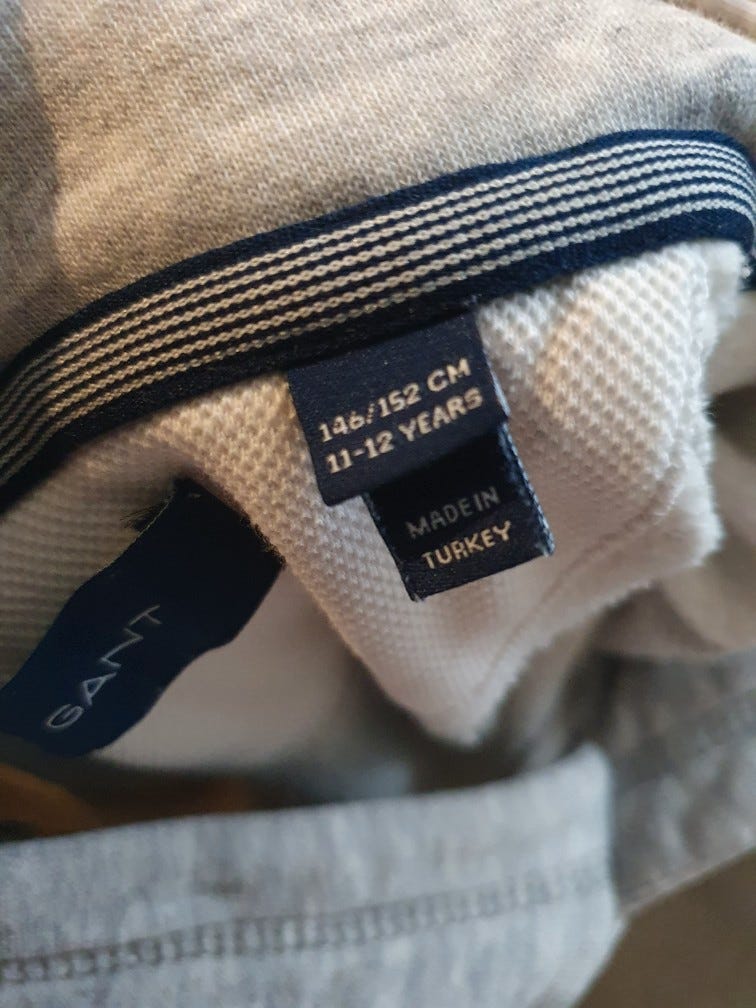 146/152 CM
11-12 YEARS
MADE IN
TURKEY
GANT